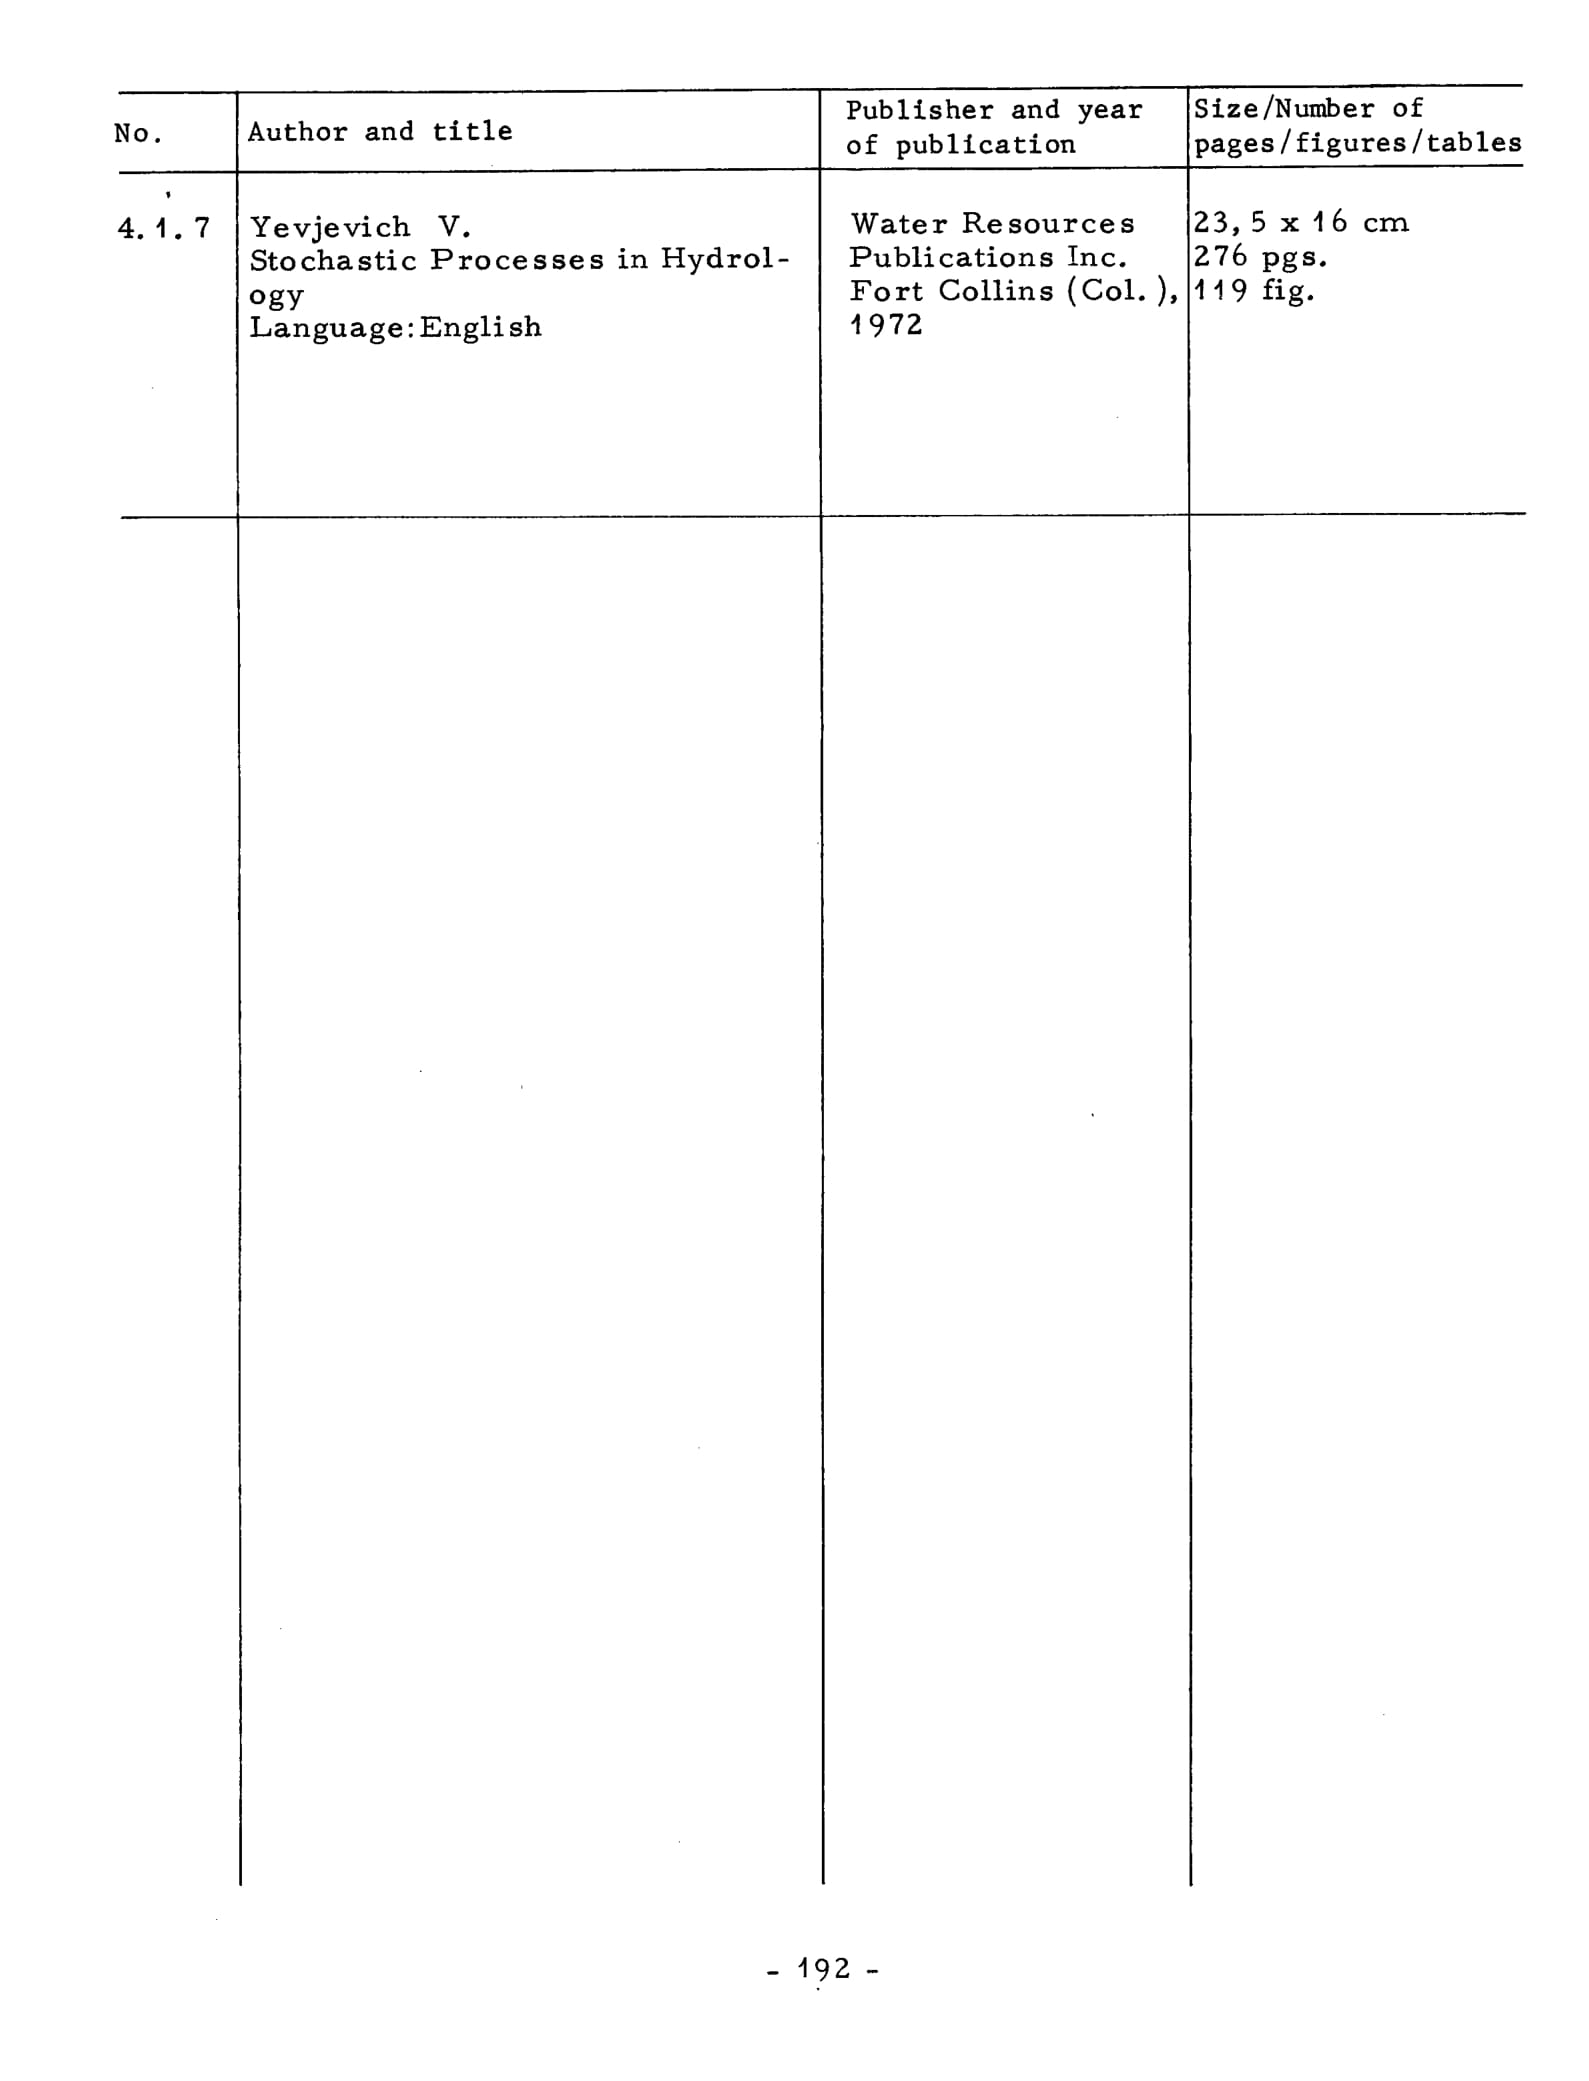 No.
Author and title
Publisher and year
of publication
Size/Number of
pages/figures/tables
4.1.7
Yevjevich V.
Stochastic Processes in Hydrol-
ogy
Language:English
Water Resources
Publications Inc.
Fort Collins (Col.),
1972
23,5 x 16 cm
276 pgs.
119 fig.
- 192 -